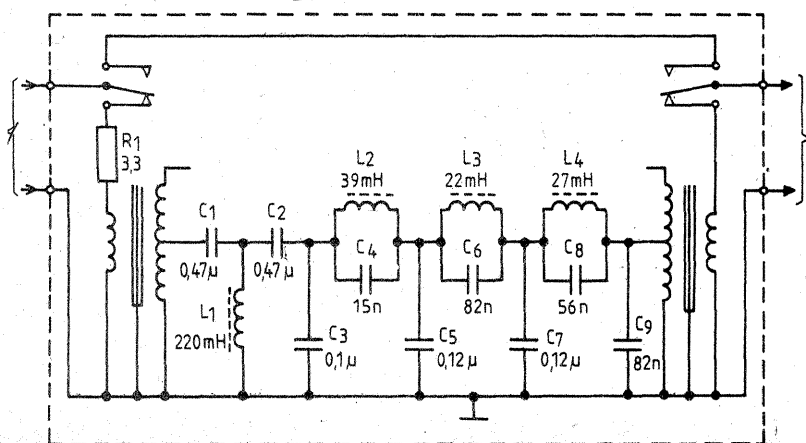 R1
3,3
C1
0,47µ
L1
220mH
C2
0,47µ
C3
0,1µ
L2
39mH
C4
15n
C5
0,12µ
L3
22mH
C6
82n
C7
0,12µ
L4
27mH
C8
56n
C9
82n